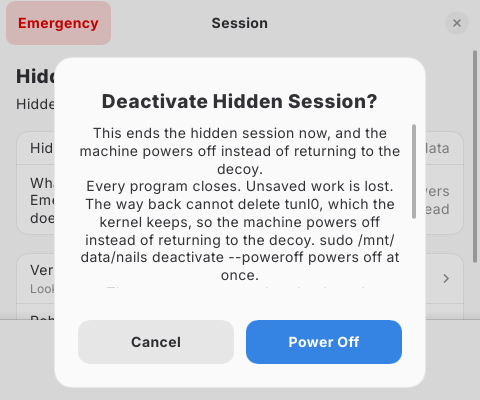 Emergency
Session
Hidd
Hidde
Hid
data
Wha
Eme
doe
vers
ead
Ver
Look
Deactivate Hidden Session?
This ends the hidden session now, and the
machine powers off instead of returning to the
decoy.
Every program closes. Unsaved work is lost.
The way back cannot delete tunl0, which the
kernel keeps, so the machine powers off
instead of returning to the decoy. sudo /mnt/
data/nails deactivate --poweroff powers off at
once.
Cancel
Power Off